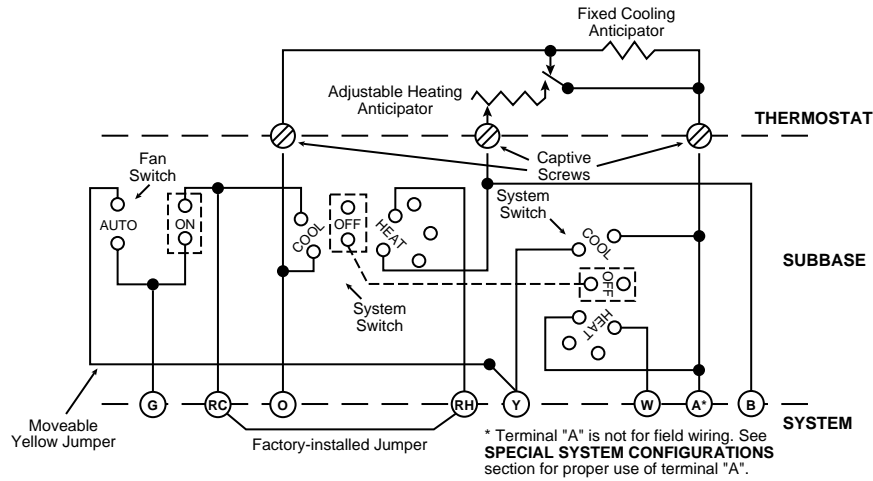 Fixed Cooling
Anticipator
Adjustable Heating
Anticipator
THERMOSTAT
Fan
Switch
Captive
Screws
System
Switch
AUTO
ON
COOL
OFF
HEAT
COOL
OFF
HEAT
SUBBASE
System
Switch
G
RC
O
RH
Y
W
A*
B
SYSTEM
Moveable
Yellow Jumper
Factory-installed Jumper
* Terminal "A" is not for field wiring. See
SPECIAL SYSTEM CONFIGURATIONS
section for proper use of terminal "A".